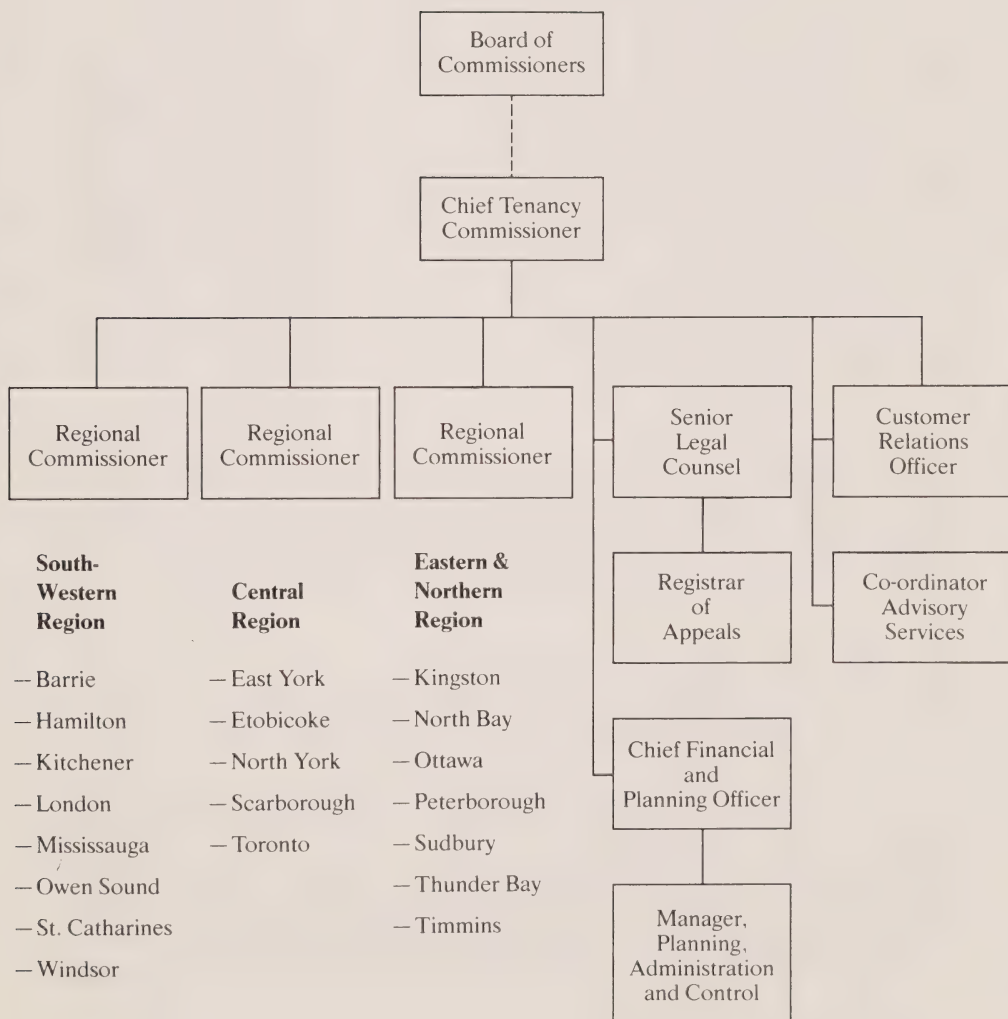 Board of
Commissioners
Chief Tenancy
Commissioner
Regional
Commissioner
Regional
Commissioner
Regional
Commissioner
Senior
Legal
Counsel
Customer
Relations
Officer
South-
Western
Region
— Barrie
— Hamilton
— Kitchener
— London
— Mississauga
— Owen Sound
— St. Catharines
— Windsor
Central
Region
— East York
— Etobicoke
— North York
— Scarborough
— Toronto
Eastern &
Northern
Region
— Kingston
— North Bay
— Ottawa
— Peterborough
— Sudbury
— Thunder Bay
— Timmins
Registrar
of
Appeals
Co-ordinator
Advisory
Services
Chief Financial
and
Planning Officer
Manager,
Planning,
Administration
and Control